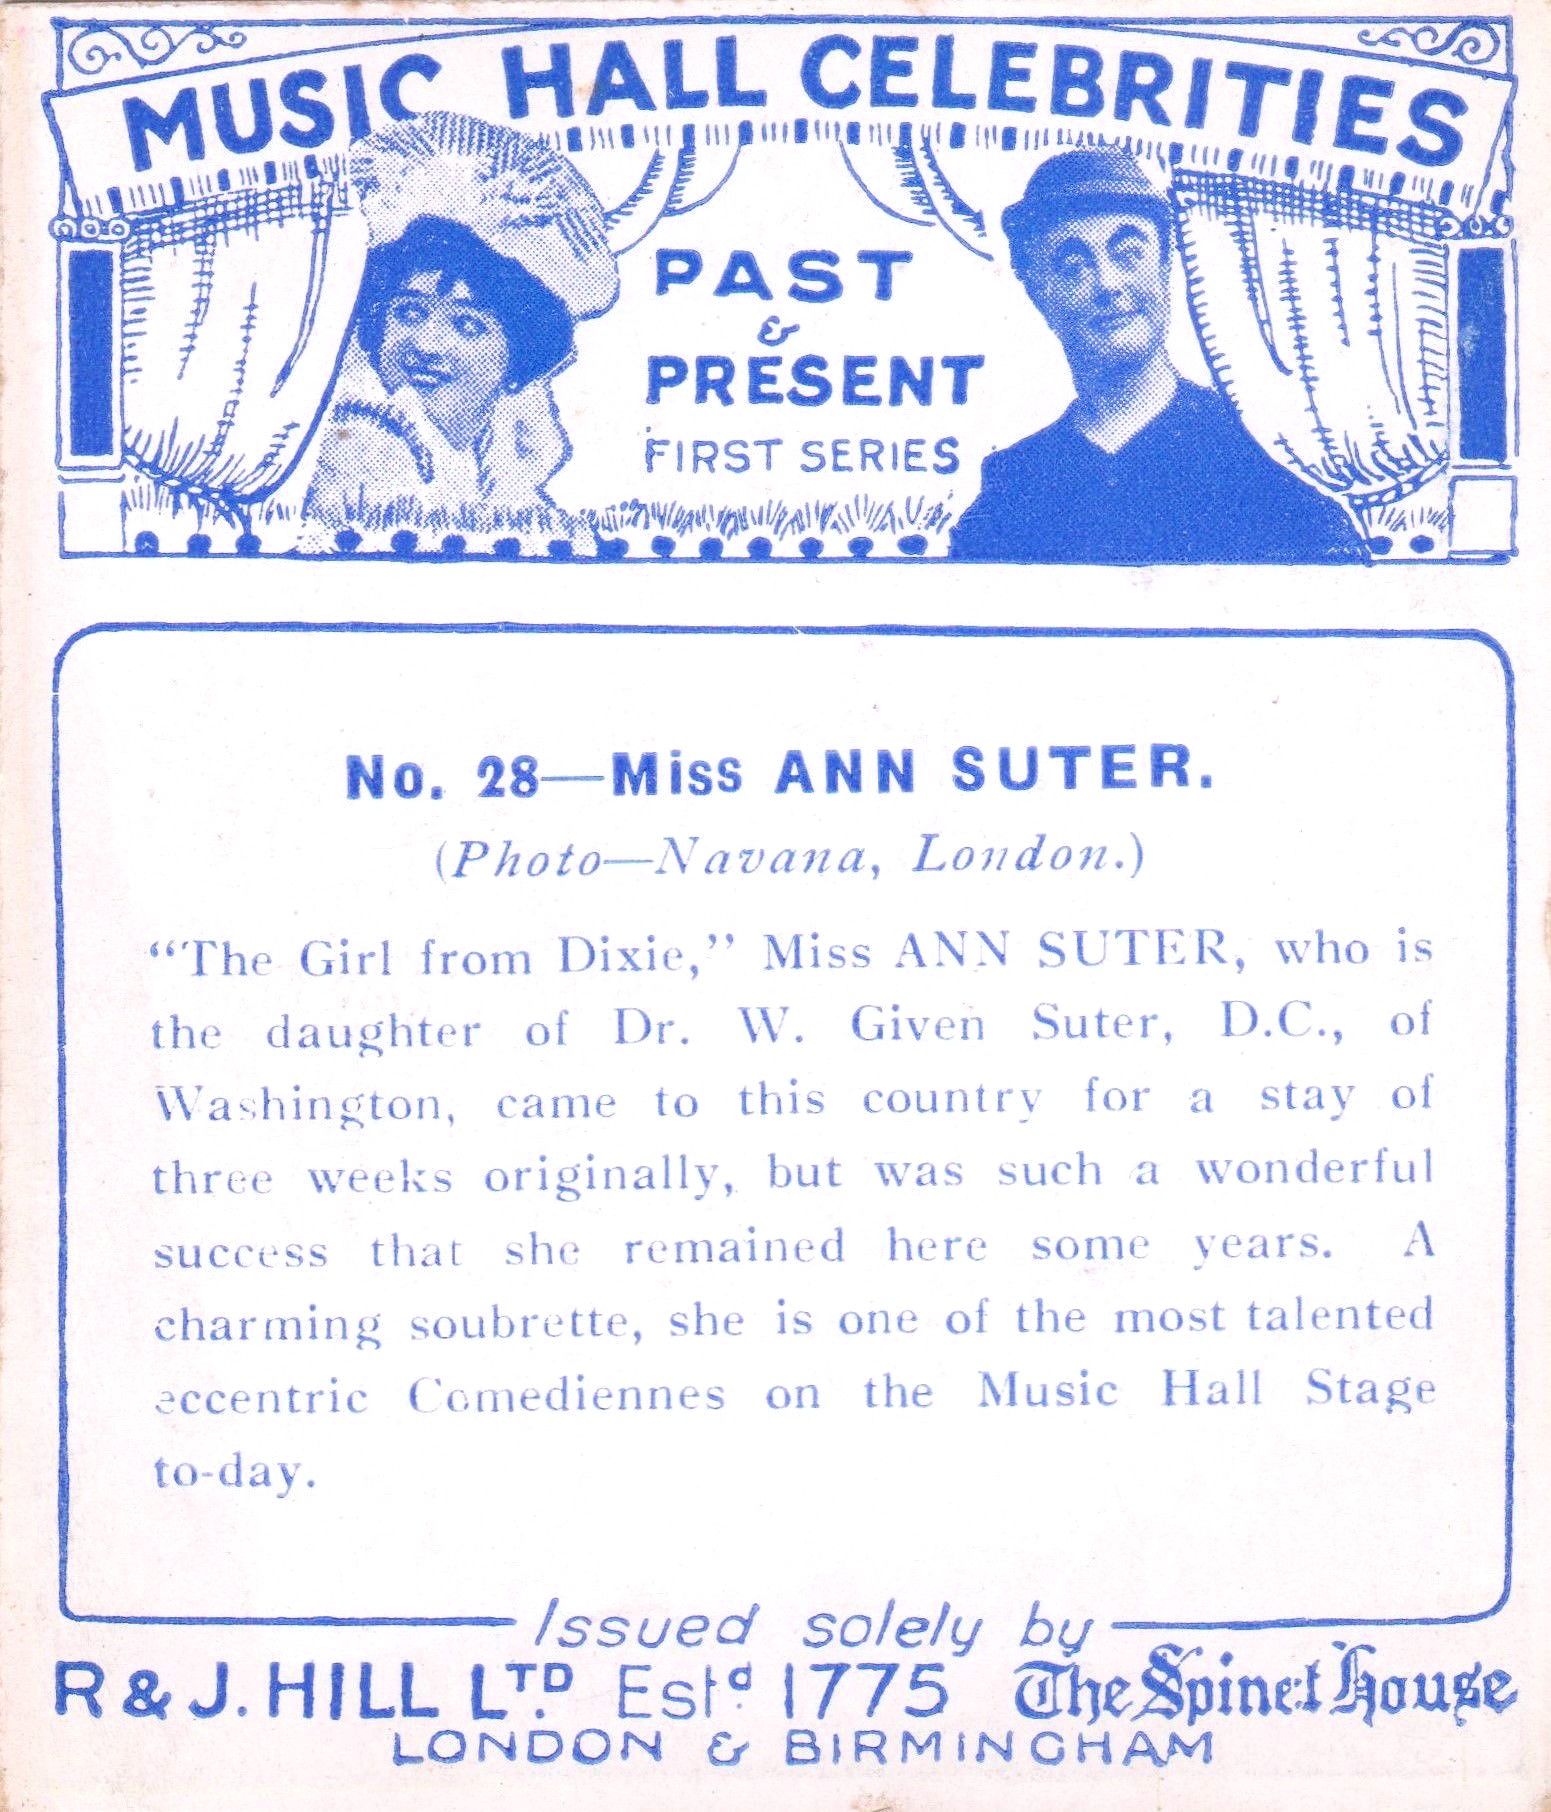 MUSIC HALL CELEBRITIES
PAST
&
PRESENT
FIRST SERIES
No. 28—Miss ANN SUTER.
(Photo—Navana, London.)
"The Girl from Dixie," Miss ANN SUTER, who is
the daughter of Dr. W. Given Suter, D.C., of
Washington, came to this country for a stay of
three weeks originally, but was such a wonderful
success that she remained here some years. A
charming soubrette, she is one of the most talented
eccentric Comediennes on the Music Hall Stage
to-day.
Issued solely by
R & J. HILL LTD. Estd. 1775 The Spinet House
LONDON & BIRMINGHAM